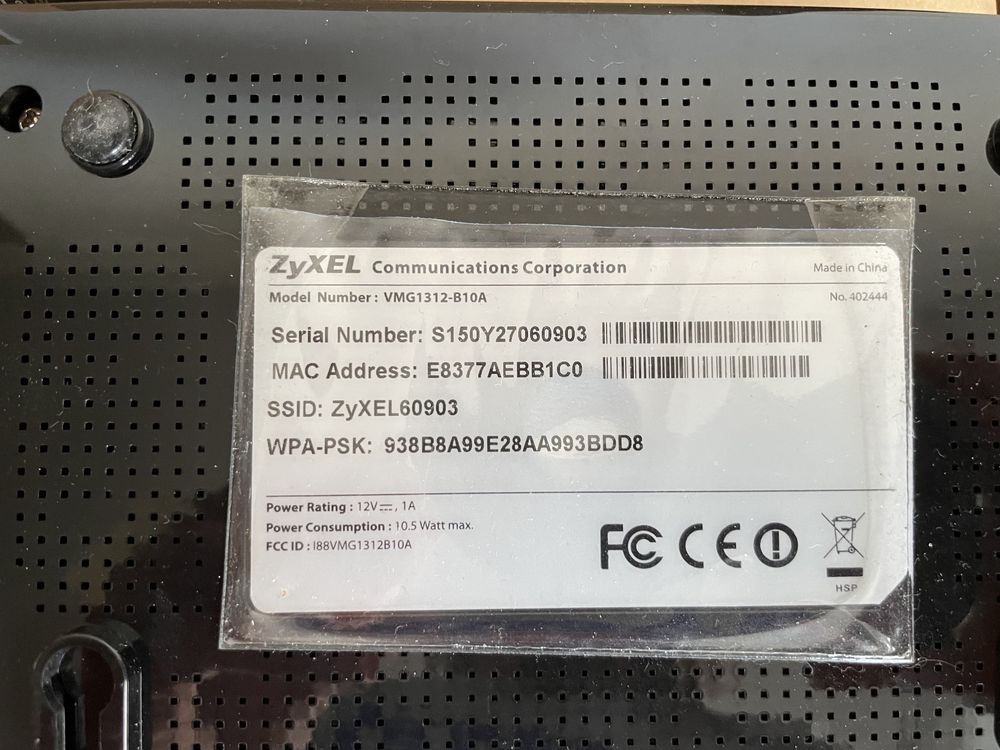 ZyXEL Communications Corporation Made in China
Model Number : VMG1312-B10A No. 402444
Serial Number: S150Y27060903
MAC Address: E8377AEBB1C0
SSID: ZyXEL60903
WPA-PSK: 938B8A99E28AA993BDD8
Power Rating : 12V⎓, 1A
Power Consumption : 10.5 Watt max.
FCC ID : I88VMG1312B10A
FC CE
HSP